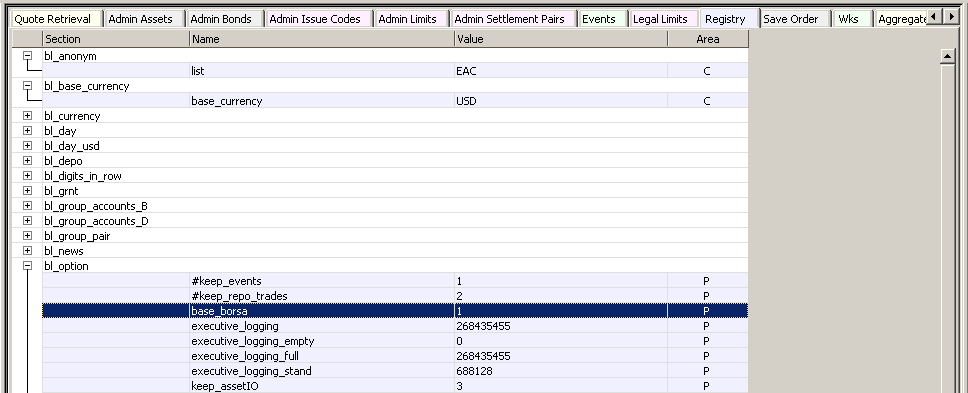 Quote Retrieval Admin Assets Admin Bonds Admin Issue Codes Admin Limits Admin Settlement Pairs Events Legal Limits Registry Save Order Wks Aggregate
Section Name Value Area
bl_anonym
list EAC C
bl_base_currency
base_currency USD C
bl_currency
bl_day
bl_day_usd
bl_depo
bl_digits_in_row
bl_grnt
bl_group_accounts_B
bl_group_accounts_D
bl_group_pair
bl_news
bl_option
#keep_events 1 P
#keep_repo_trades 2 P
base_borsa 1 P
executive_logging 268435455 P
executive_logging_empty 0 P
executive_logging_full 268435455 P
executive_logging_stand 688128 P
keep_assetIO 3 P